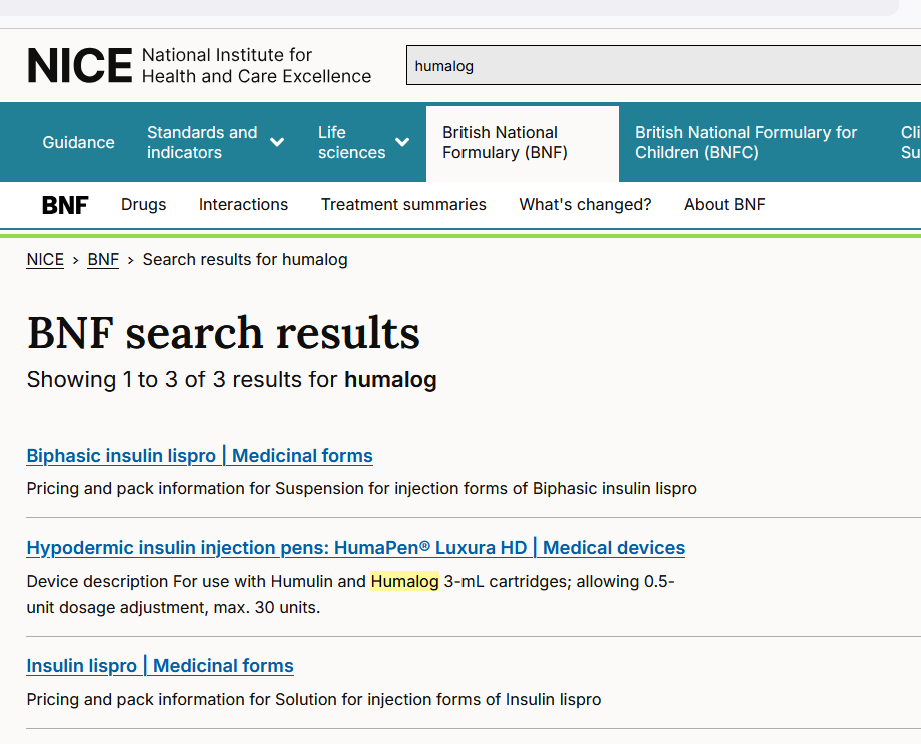 NICE National Institute for
Health and Care Excellence
humalog
Guidance
Standards and
indicators
Life
sciences
British National
Formulary (BNF)
British National Formulary for
Children (BNFC)
Cli
Su
BNF Drugs Interactions Treatment summaries What's changed? About BNF
NICE > BNF > Search results for humalog
BNF search results
Showing 1 to 3 of 3 results for humalog
Biphasic insulin lispro | Medicinal forms
Pricing and pack information for Suspension for injection forms of Biphasic insulin lispro
Hypodermic insulin injection pens: HumaPen® Luxura HD | Medical devices
Device description For use with Humulin and Humalog 3-mL cartridges; allowing 0.5-
unit dosage adjustment, max. 30 units.
Insulin lispro | Medicinal forms
Pricing and pack information for Solution for injection forms of Insulin lispro